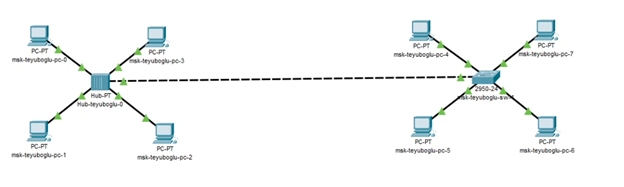 PC-PT
msk-teyuboglu-pc-0
PC-PT
msk-teyuboglu-pc-3
Hub-PT
Hub-teyuboglu-0
PC-PT
msk-teyuboglu-pc-1
PC-PT
msk-teyuboglu-pc-2
PC-PT
msk-teyuboglu-pc-4
PC-PT
msk-teyuboglu-pc-7
2950-24
msk-teyuboglu-sw-1
PC-PT
msk-teyuboglu-pc-5
PC-PT
msk-teyuboglu-pc-6